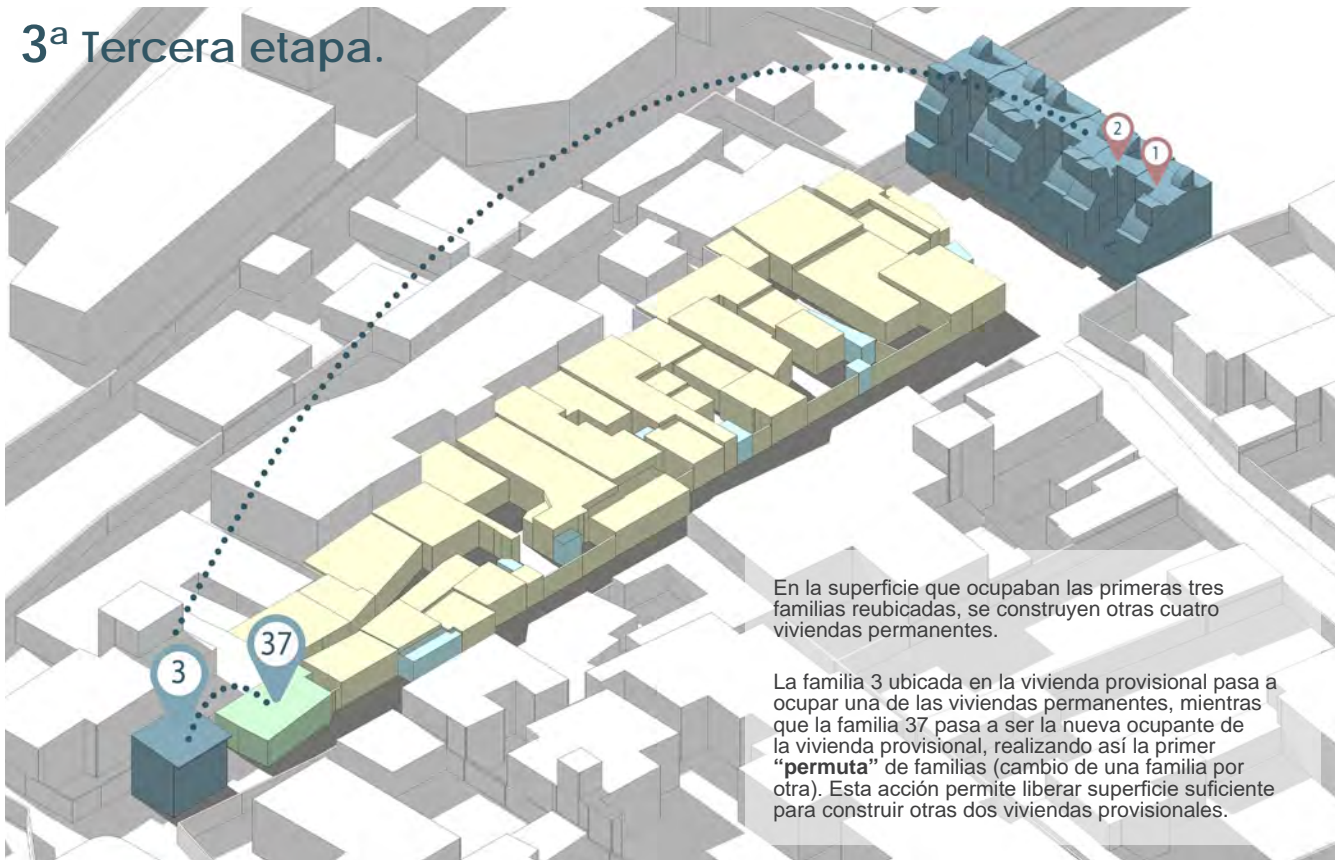 3ª Tercera etapa.
2
1
37
3
En la superficie que ocupaban las primeras tres
familias reubicadas, se construyen otras cuatro
viviendas permanentes.
La familia 3 ubicada en la vivienda provisional pasa a
ocupar una de las viviendas permanentes, mientras
que la familia 37 pasa a ser la nueva ocupante de
la vivienda provisional, realizando así la primer
“permuta” de familias (cambio de una familia por
otra). Esta acción permite liberar superficie suficiente
para construir otras dos viviendas provisionales.